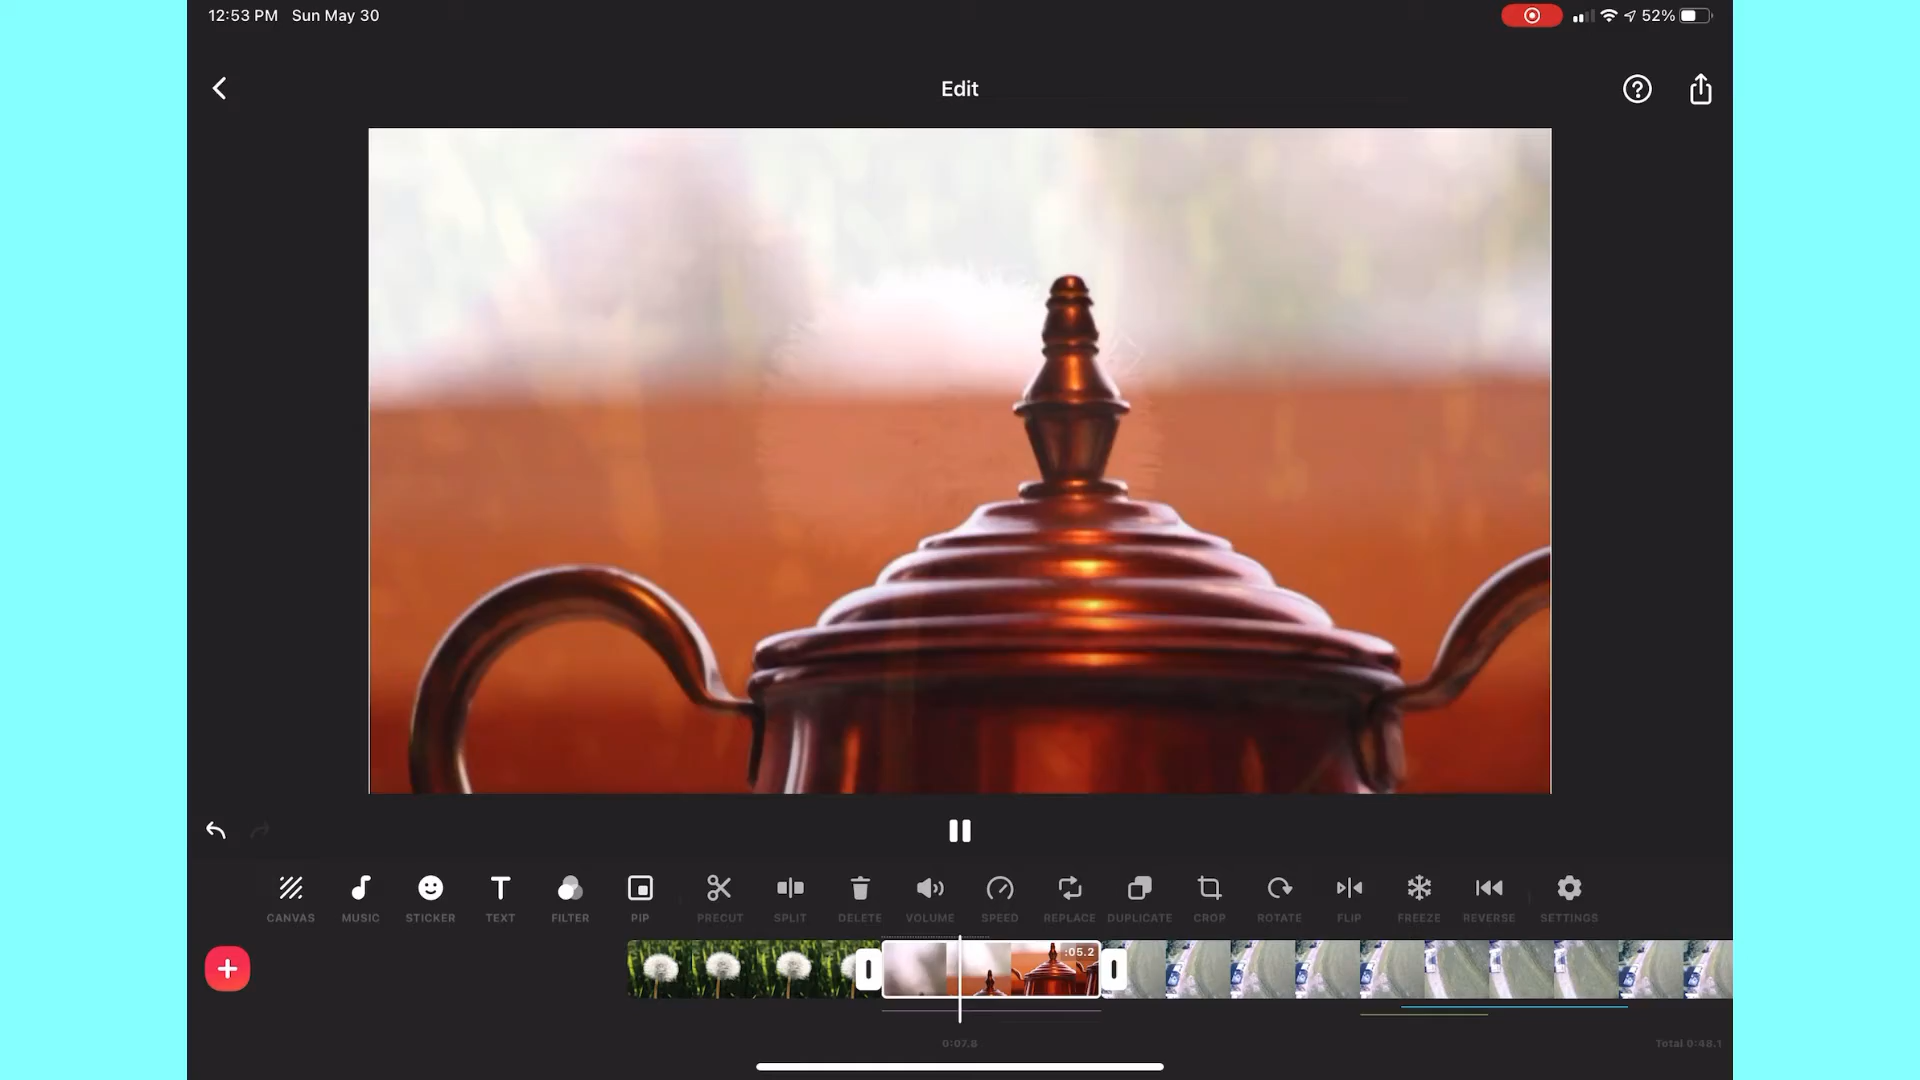 12:53 PM Sun May 30
52%
Edit
CANVAS MUSIC STICKER TEXT FILTER PIP PRECUT SPLIT DELETE VOLUME SPEED REPLACE DUPLICATE CROP ROTATE FLIP FREEZE REVERSE SETTINGS
:05.2
0:07.8
Total 0:48.1